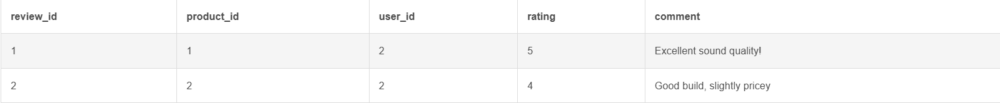 review_id product_id user_id rating comment
1 1 2 5 Excellent sound quality!
2 2 2 4 Good build, slightly pricey